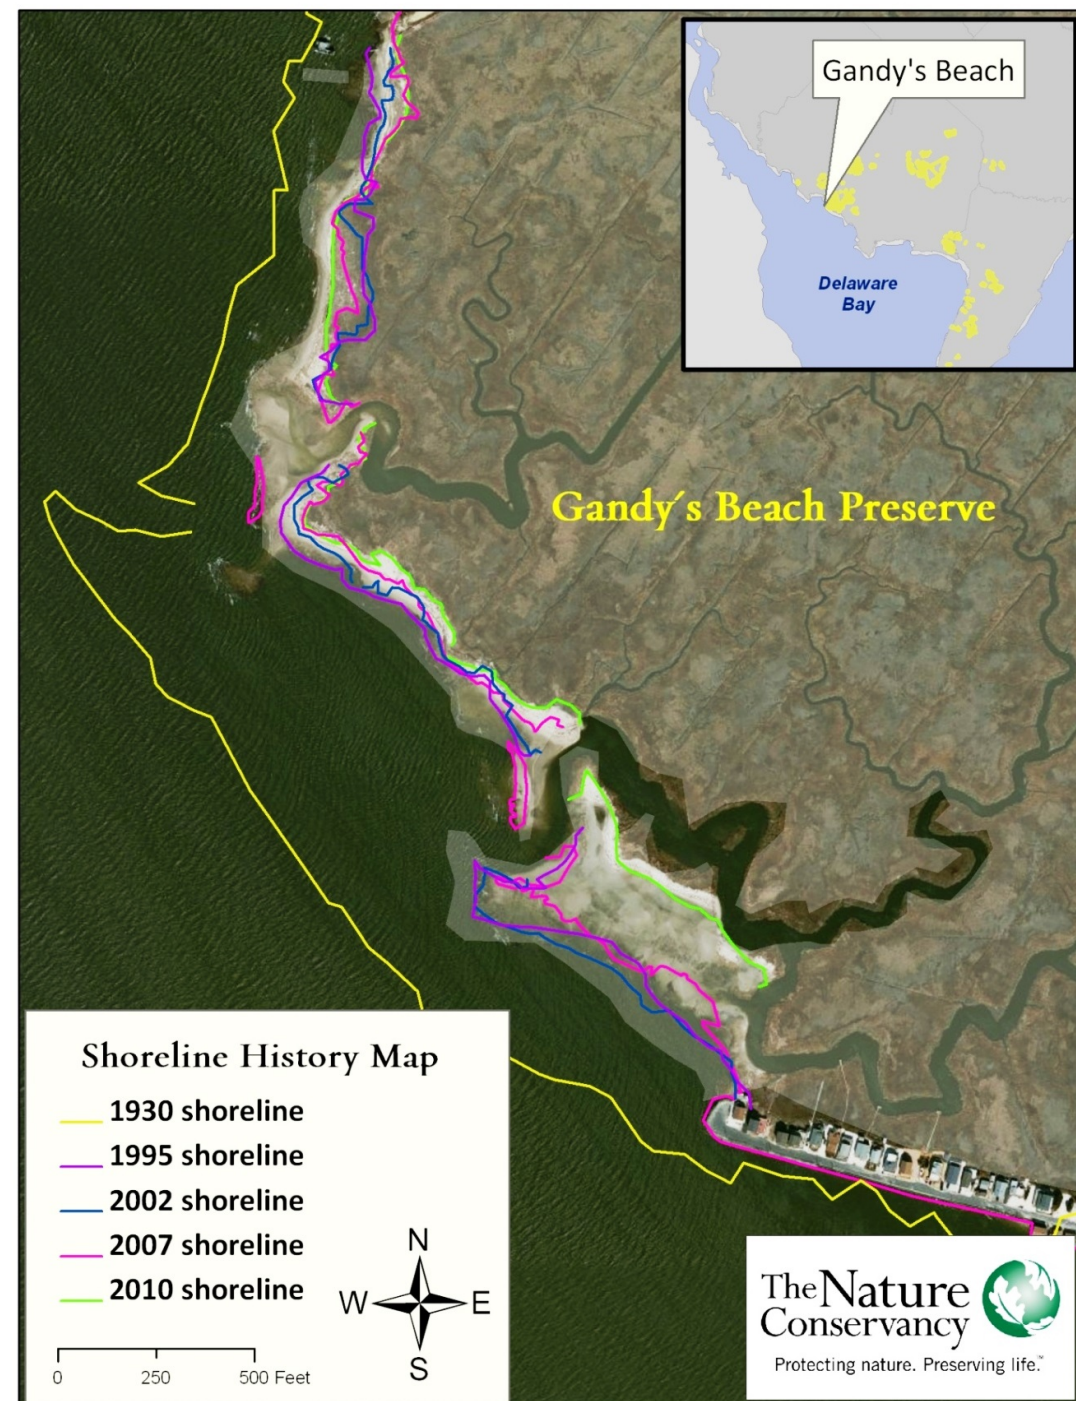 Gandy's Beach
Delaware
Bay
Gandy´s Beach Preserve
Shoreline History Map
1930 shoreline
1995 shoreline
2002 shoreline
2007 shoreline
2010 shoreline
N
W E
S
0 250 500 Feet
The Nature
Conservancy
Protecting nature. Preserving life.™